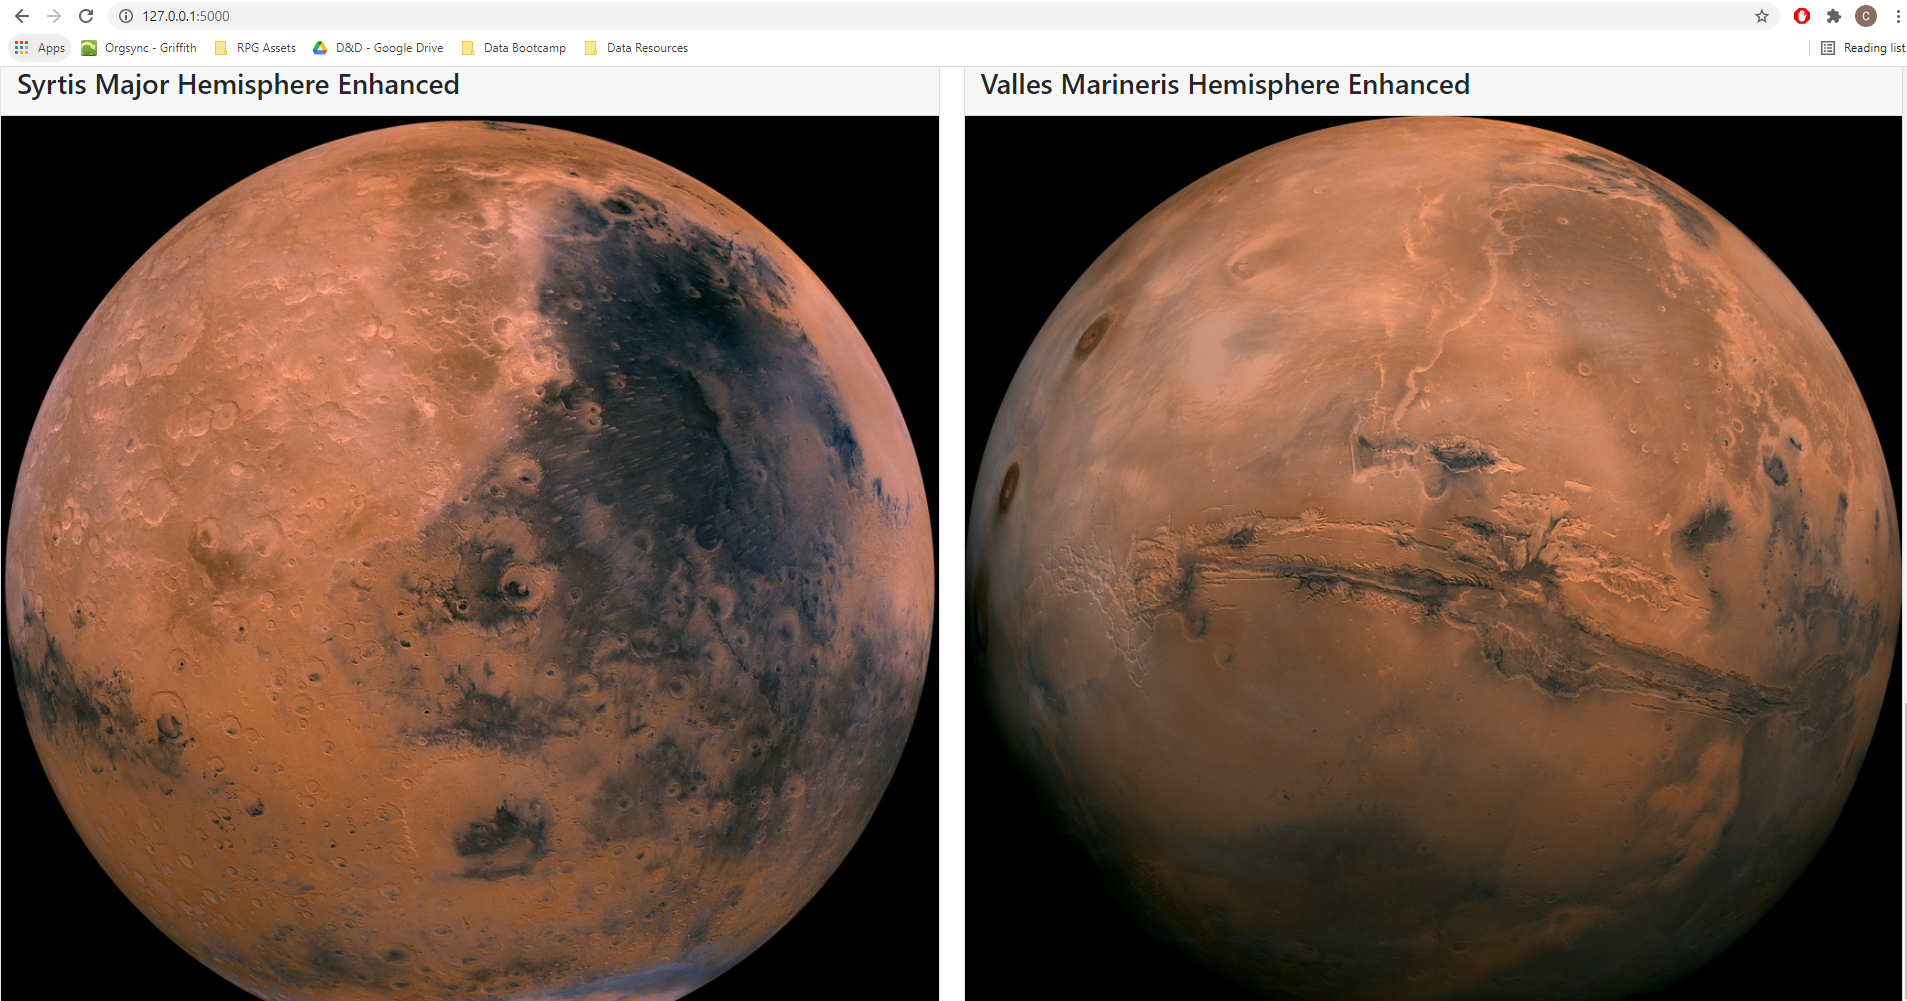 127.0.0.1:5000
C
Apps Orgsync - Griffith RPG Assets D&D - Google Drive Data Bootcamp Data Resources Reading list
Syrtis Major Hemisphere Enhanced
Valles Marineris Hemisphere Enhanced